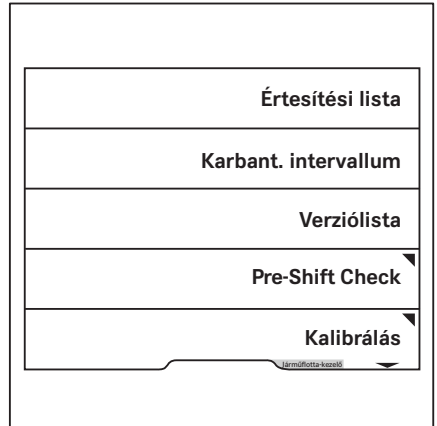 Értesítési lista
Karbant. intervallum
Verziólista
Pre-Shift Check
Kalibrálás
Járműflotta-kezelő